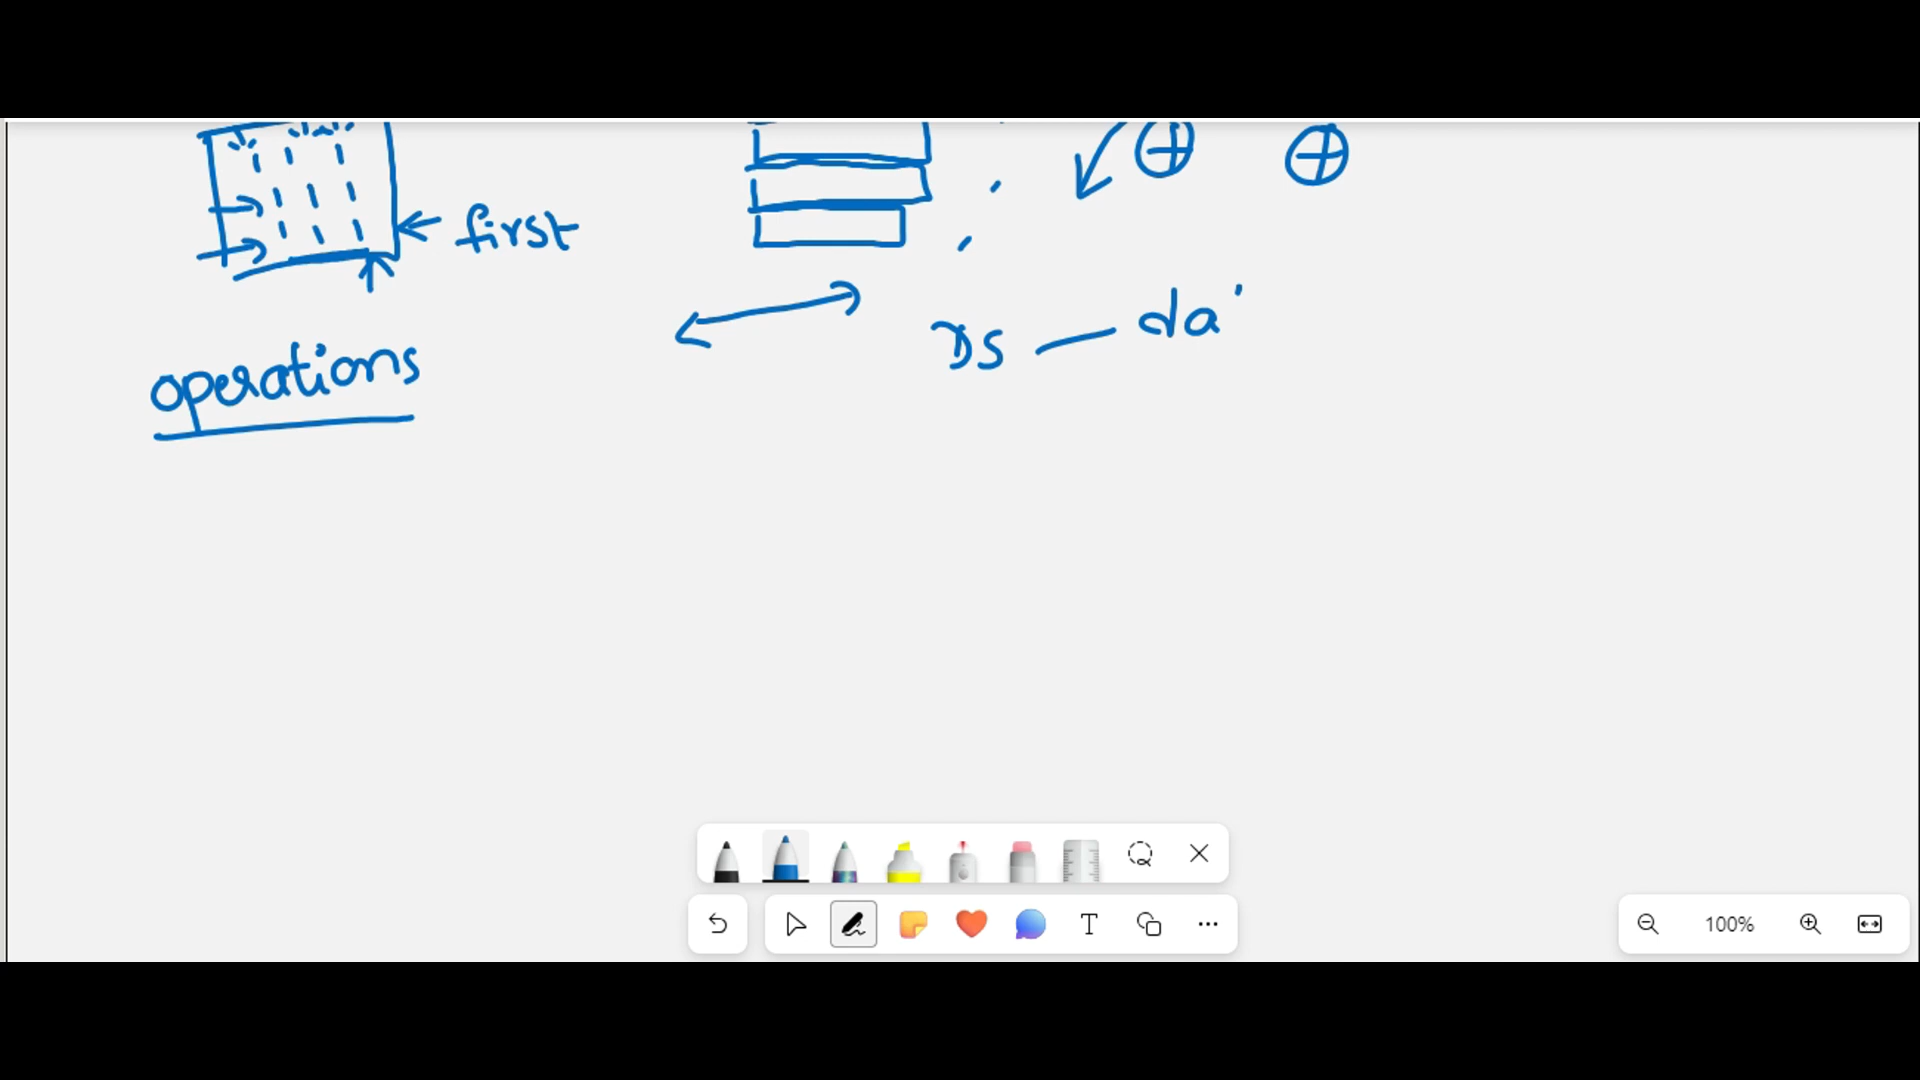 first
DS — da
operations
T
100%